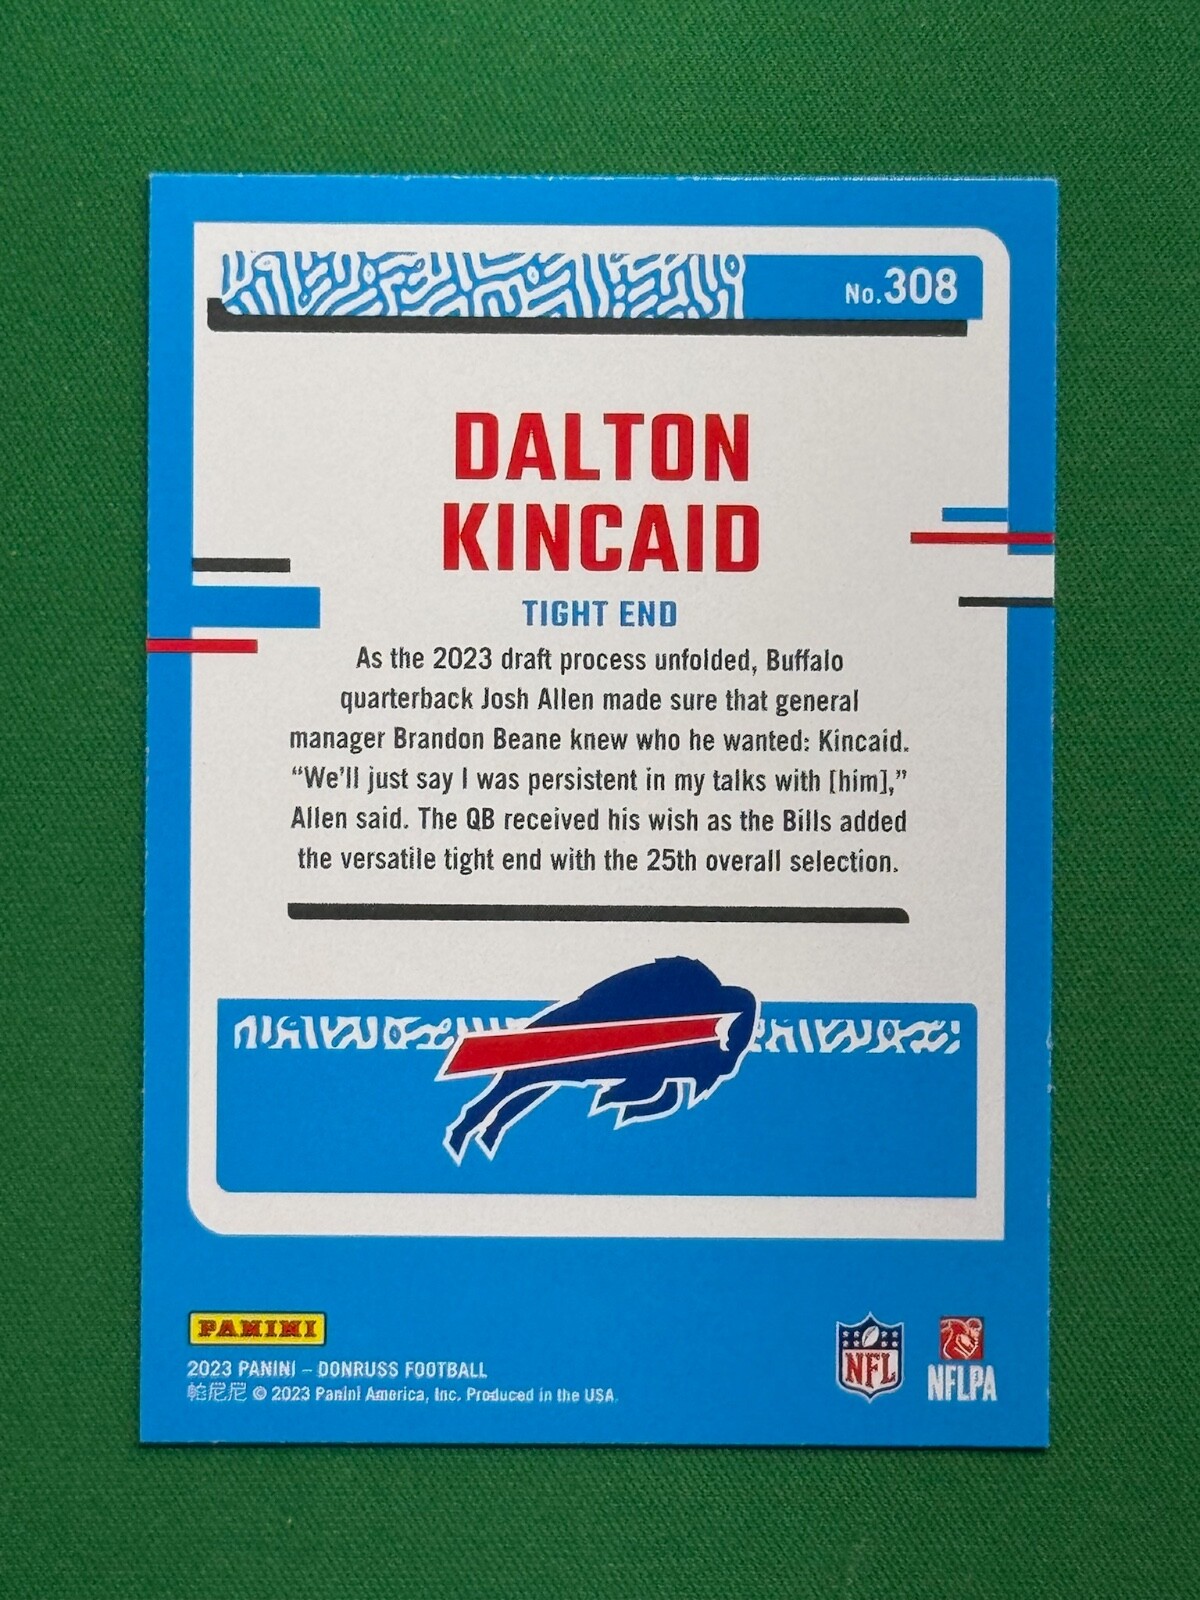 No.308
DALTON
KINCAID
TIGHT END
As the 2023 draft process unfolded, Buffalo
quarterback Josh Allen made sure that general
manager Brandon Beane knew who he wanted: Kincaid.
“We’ll just say I was persistent in my talks with [him],”
Allen said. The QB received his wish as the Bills added
the versatile tight end with the 25th overall selection.
PANINI
2023 PANINI – DONRUSS FOOTBALL
帕尼尼 © 2023 Panini America, Inc. Produced in the USA.
NFL
NFLPA